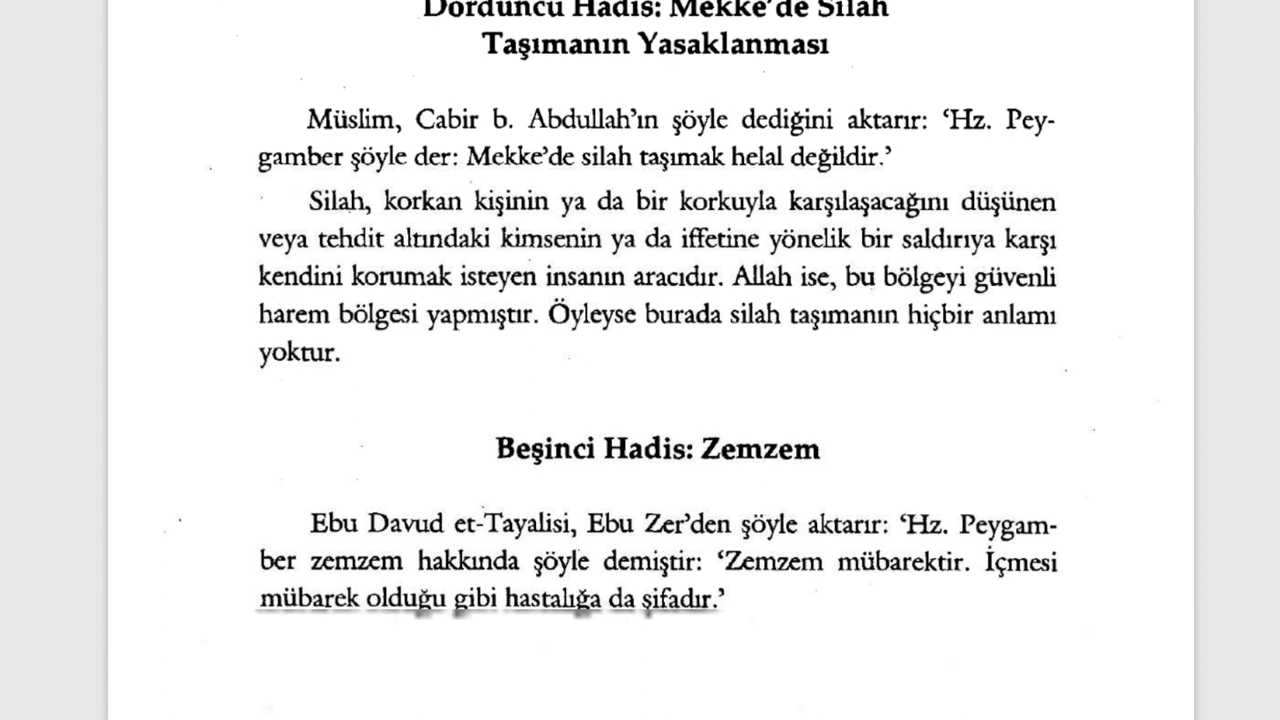 Dördüncü Hadis: Mekke'de Silah
Taşımanın Yasaklanması
Müslim, Cabir b. Abdullah'ın şöyle dediğini aktarır: ‘Hz. Pey-
gamber şöyle der: Mekke'de silah taşımak helal değildir.’
Silah, korkan kişinin ya da bir korkuyla karşılaşacağını düşünen
veya tehdit altındaki kimsenin ya da iffetine yönelik bir saldırıya karşı
kendini korumak isteyen insanın aracıdır. Allah ise, bu bölgeyi güvenli
harem bölgesi yapmıştır. Öyleyse burada silah taşımanın hiçbir anlamı
yoktur.
Beşinci Hadis: Zemzem
Ebu Davud et-Tayalisi, Ebu Zer'den şöyle aktarır: ‘Hz. Peygam-
ber zemzem hakkında şöyle demiştir: ‘Zemzem mübarektir. İçmesi
mübarek olduğu gibi hastalığa da şifadır.’